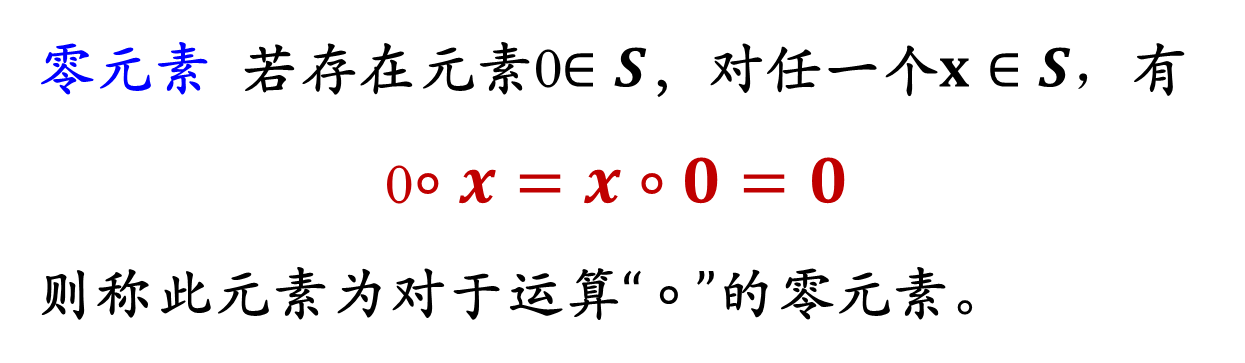 零元素 若存在元素0∈ S，对任一个x ∈ S，有
0∘ x = x ∘ 0 = 0
则称此元素为对于运算“∘”的零元素。